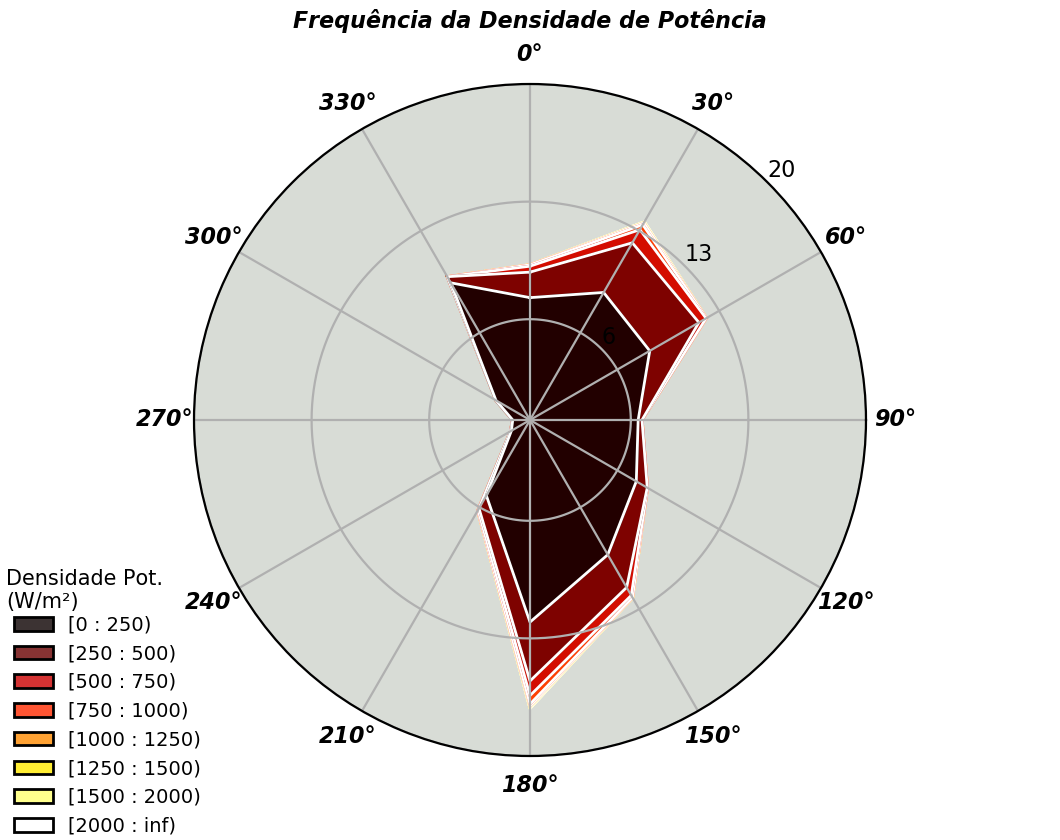 Frequência da Densidade de Potência
0°
330°
30°
20
300°
60°
13
6
270°
90°
240°
120°
210°
150°
180°
Densidade Pot.
(W/m²)
[0 : 250)
[250 : 500)
[500 : 750)
[750 : 1000)
[1000 : 1250)
[1250 : 1500)
[1500 : 2000)
[2000 : inf)